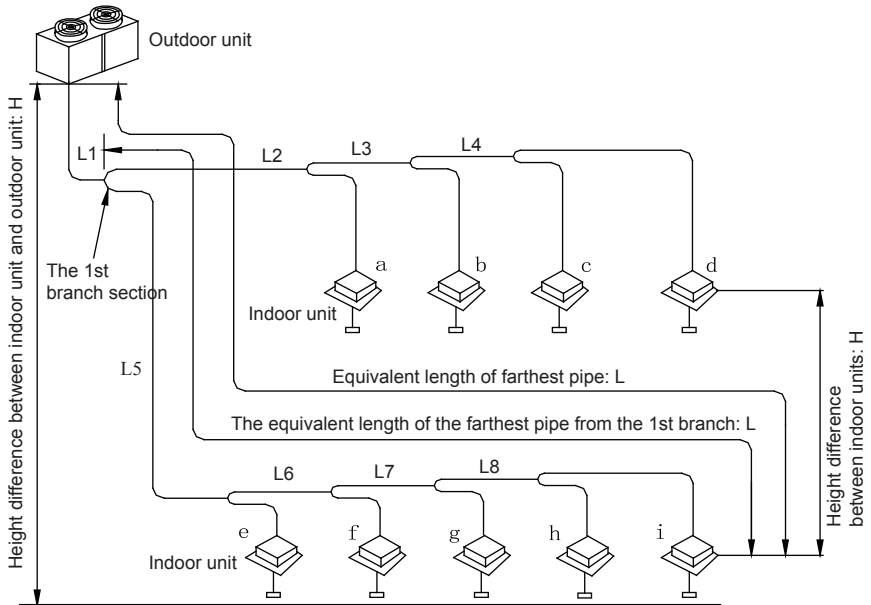 Outdoor unit
Height difference between indoor unit and outdoor unit: H
L1
L2
L3
L4
The 1st
branch section
a
b
c
d
Indoor unit
L5
Equivalent length of farthest pipe: L
The equivalent length of the farthest pipe from the 1st branch: L
Height difference
between indoor units: H
L6
L7
L8
e
f
g
h
i
Indoor unit